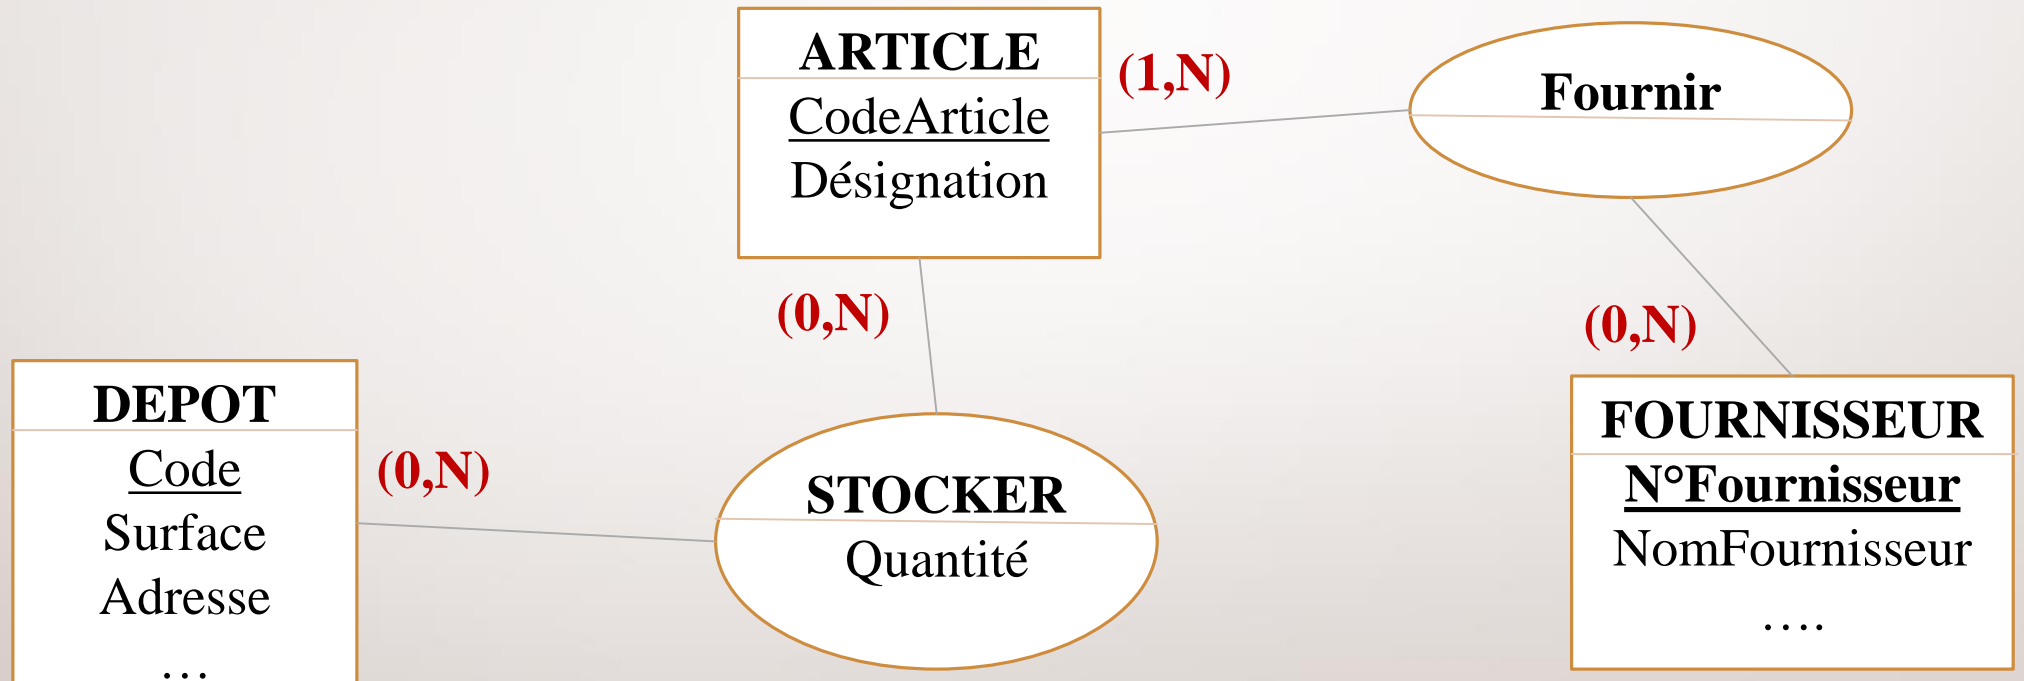 ARTICLE
CodeArticle
Désignation
(1,N)
Fournir
(0,N)
(0,N)
DEPOT
Code
Surface
Adresse
…
(0,N)
STOCKER
Quantité
FOURNISSEUR
N°Fournisseur
NomFournisseur
….